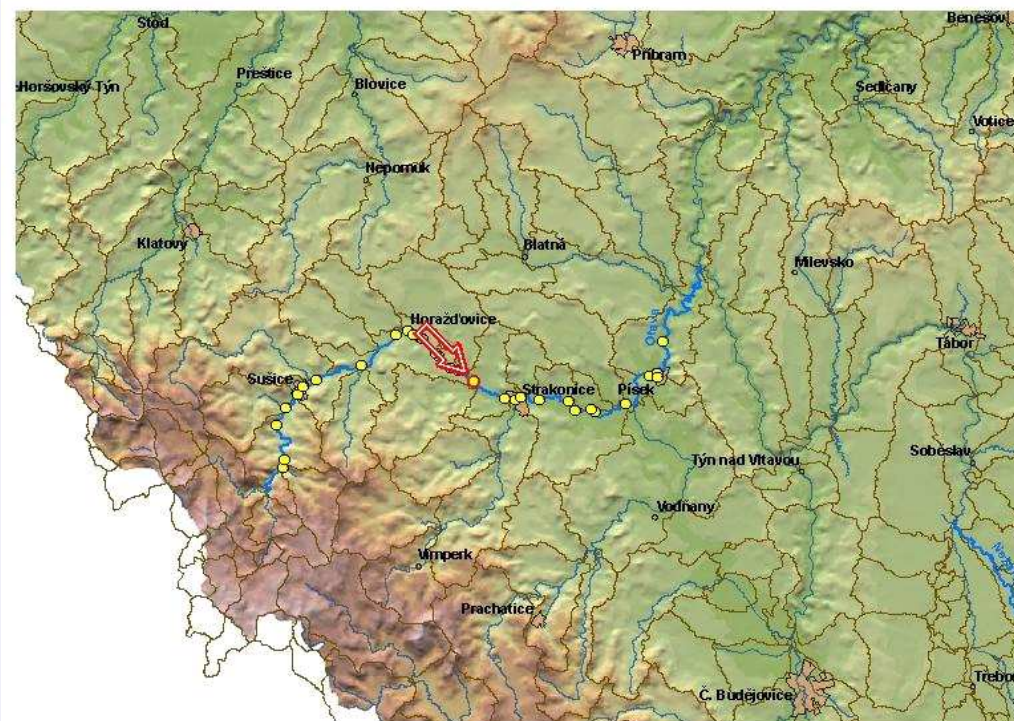 Stod
Benešov
Příbram
Přeštice
Horšovský Týn
Blovice
Sedlčany
Votice
Nepomuk
Klatovy
Blatná
Milevsko
Horažďovice
Otava
Tábor
Sušice
Strakonice
Písek
Týn nad Vltavou
Soběslav
Vodňany
Vimperk
Prachatice
Č. Budějovice
Třebo